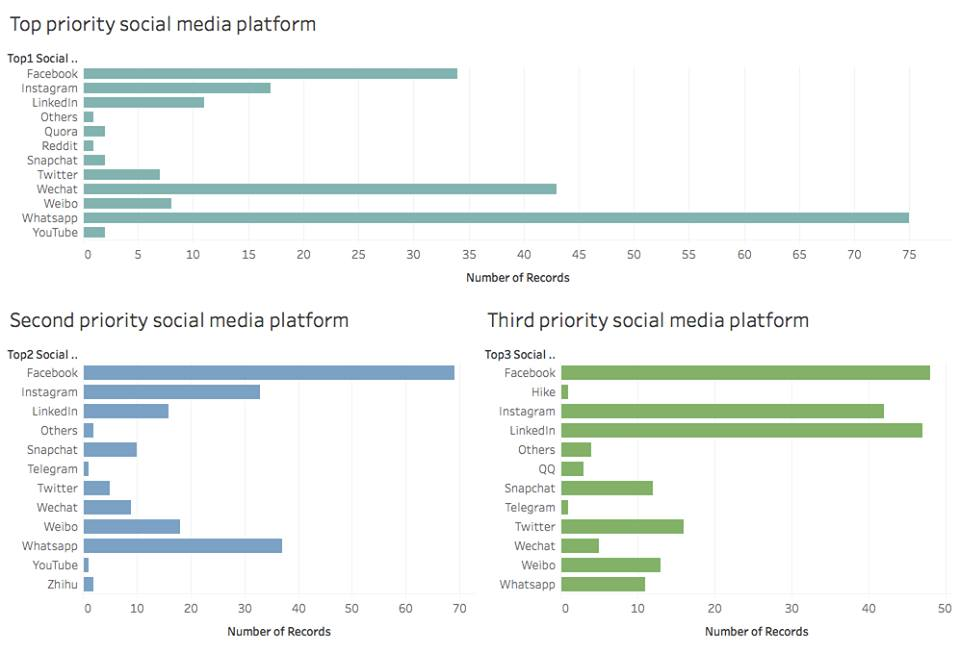 Top priority social media platform
Top1 Social ..
Facebook
Instagram
LinkedIn
Others
Quora
Reddit
Snapchat
Twitter
Wechat
Weibo
Whatsapp
YouTube
0 5 10 15 20 25 30 35 40 45 50 55 60 65 70 75
Number of Records
Second priority social media platform
Top2 Social ..
Facebook
Instagram
LinkedIn
Others
Snapchat
Telegram
Twitter
Wechat
Weibo
Whatsapp
YouTube
Zhihu
0 10 20 30 40 50 60 70
Number of Records
Third priority social media platform
Top3 Social ..
Facebook
Hike
Instagram
LinkedIn
Others
QQ
Snapchat
Telegram
Twitter
Wechat
Weibo
Whatsapp
0 10 20 30 40 50
Number of Records